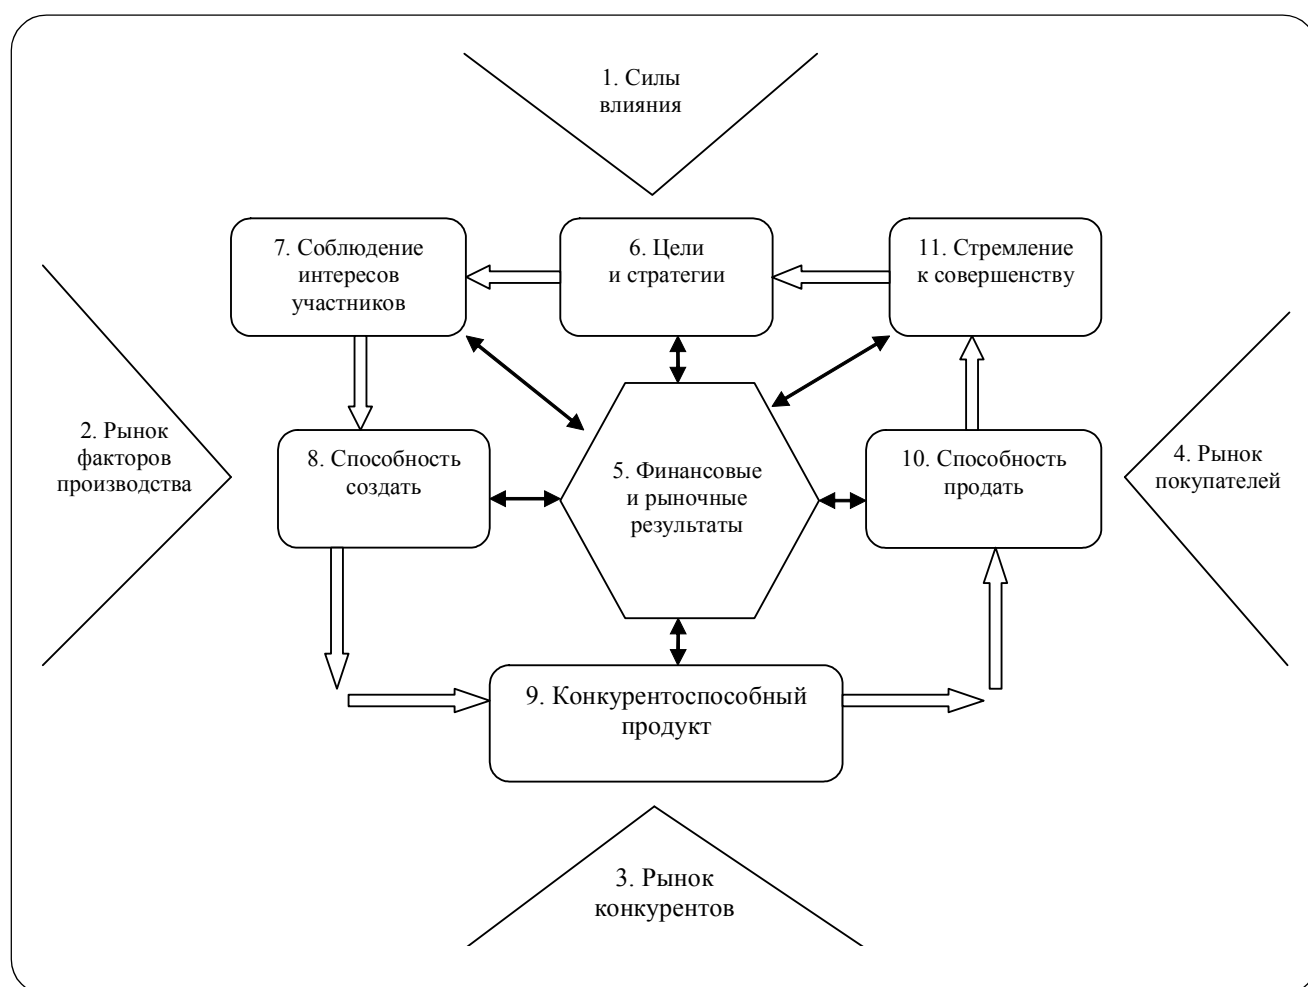 1. Силы
влияния
7. Соблюдение
интересов
участников
6. Цели
и стратегии
11. Стремление
к совершенству
2. Рынок
факторов
производства
8. Способность
создать
5. Финансовые
и рыночные
результаты
10. Способность
продать
4. Рынок
покупателей
9. Конкурентоспособный
продукт
3. Рынок
конкурентов